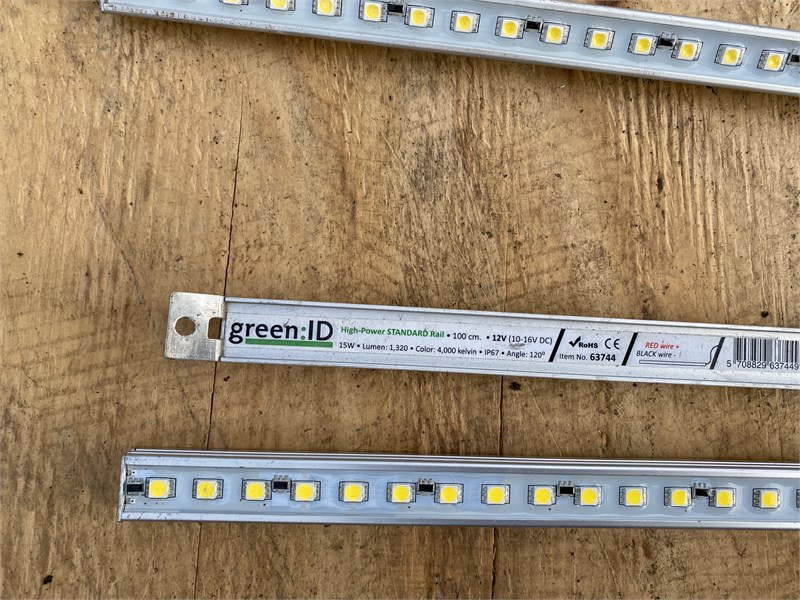 green:ID
High-Power STANDARD Rail • 100 cm. • 12V (10-16V DC)
15W • Lumen: 1,320 • Color: 4,000 kelvin • IP67 • Angle: 120°
✓RoHS CE
Item No. 63744
RED wire +
BLACK wire -
5 708829 637449